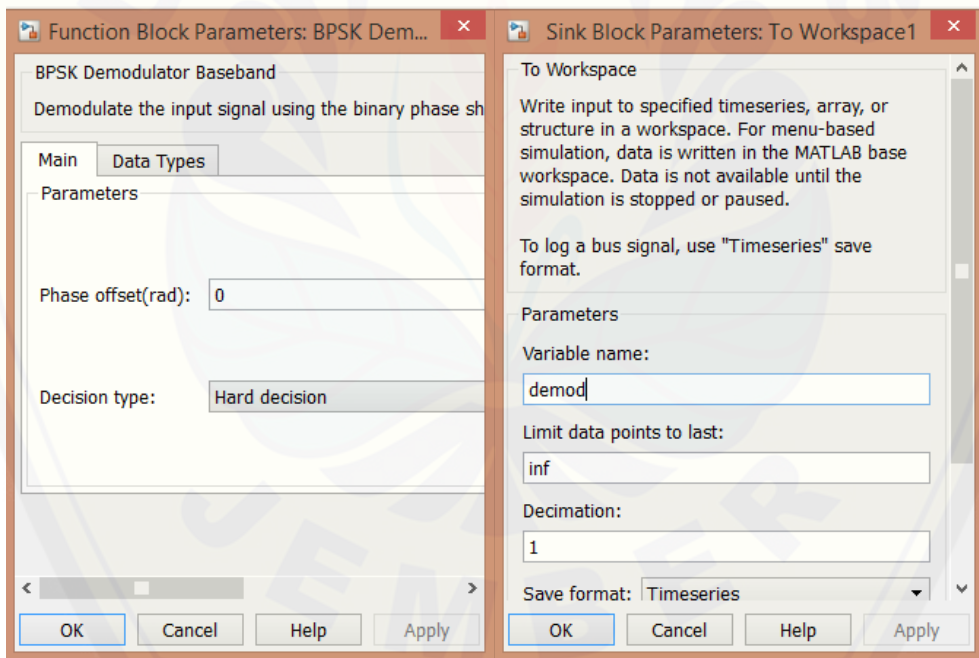 Function Block Parameters: BPSK Dem...
BPSK Demodulator Baseband
Demodulate the input signal using the binary phase sh
Main
Data Types
Parameters
Phase offset(rad):
0
Decision type:
Hard decision
OK
Cancel
Help
Apply
Sink Block Parameters: To Workspace1
To Workspace
Write input to specified timeseries, array, or
structure in a workspace. For menu-based
simulation, data is written in the MATLAB base
workspace. Data is not available until the
simulation is stopped or paused.
To log a bus signal, use "Timeseries" save
format.
Parameters
Variable name:
demod
Limit data points to last:
inf
Decimation:
1
Save format:
Timeseries
OK
Cancel
Help
Apply
JEMBER